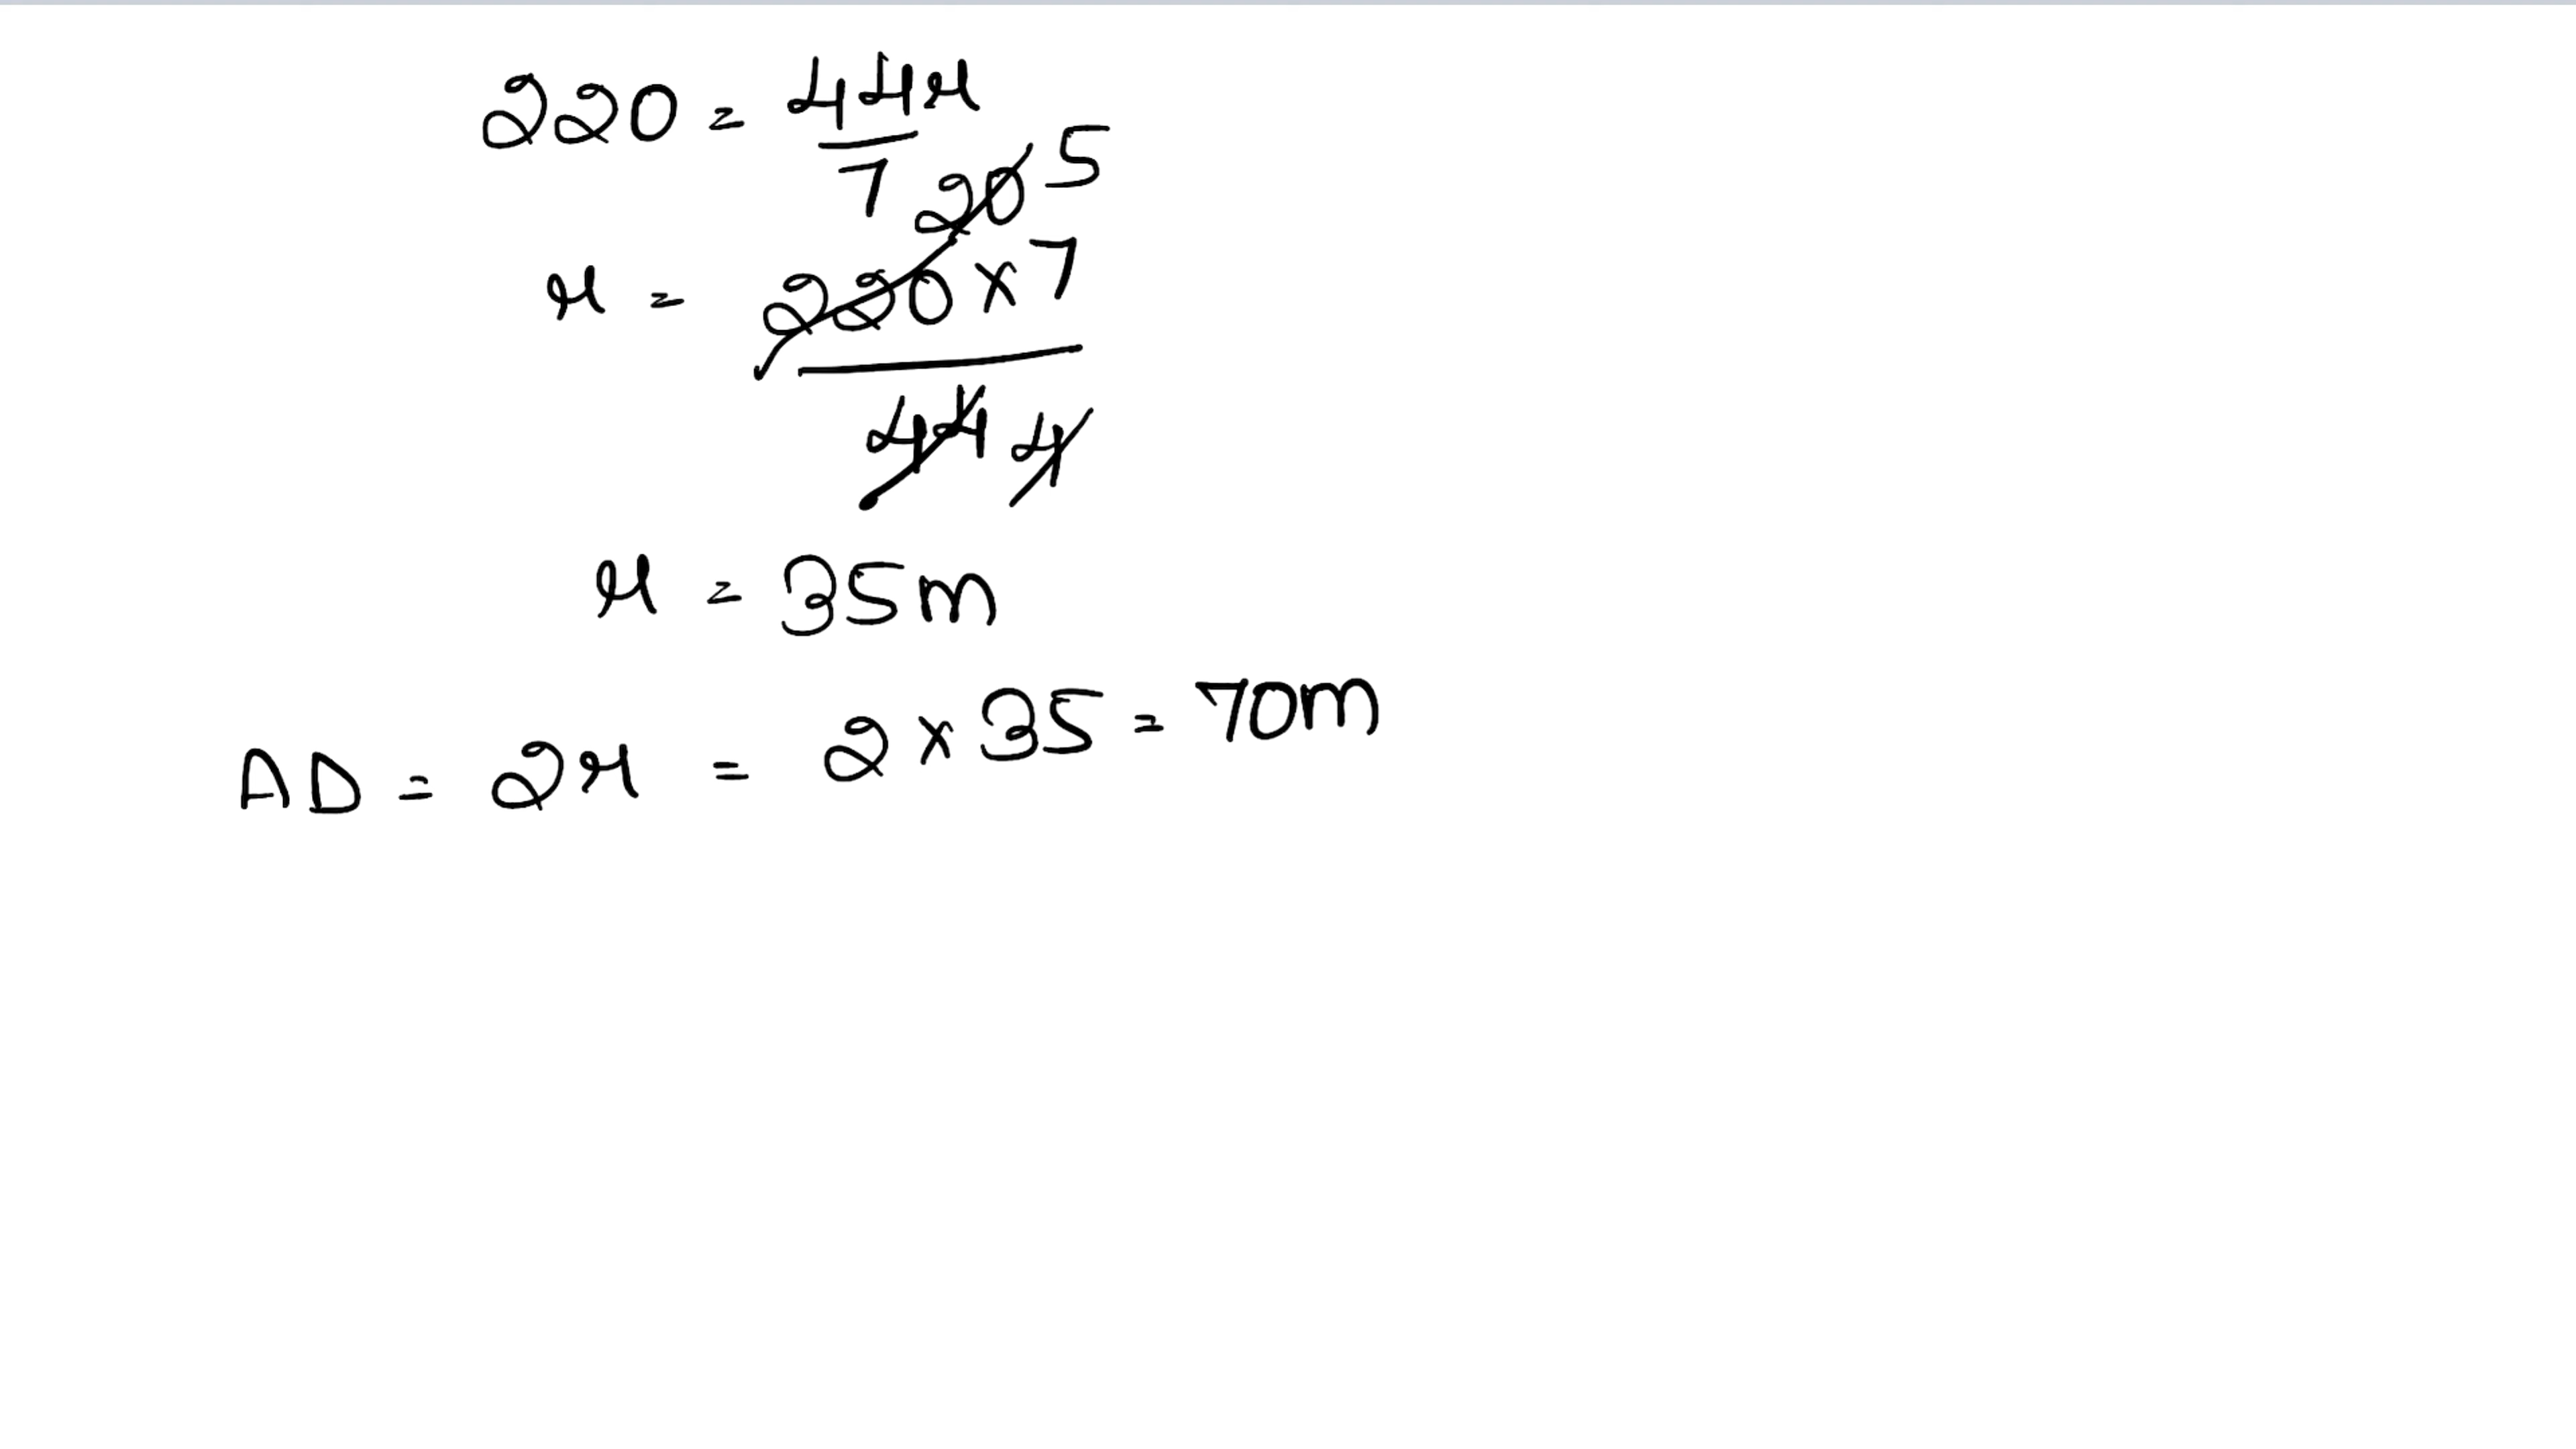 220 = 44r
7
20 5
r = 220 x 7
44 4
r = 35m
AD = 2r = 2 x 35 = 70m